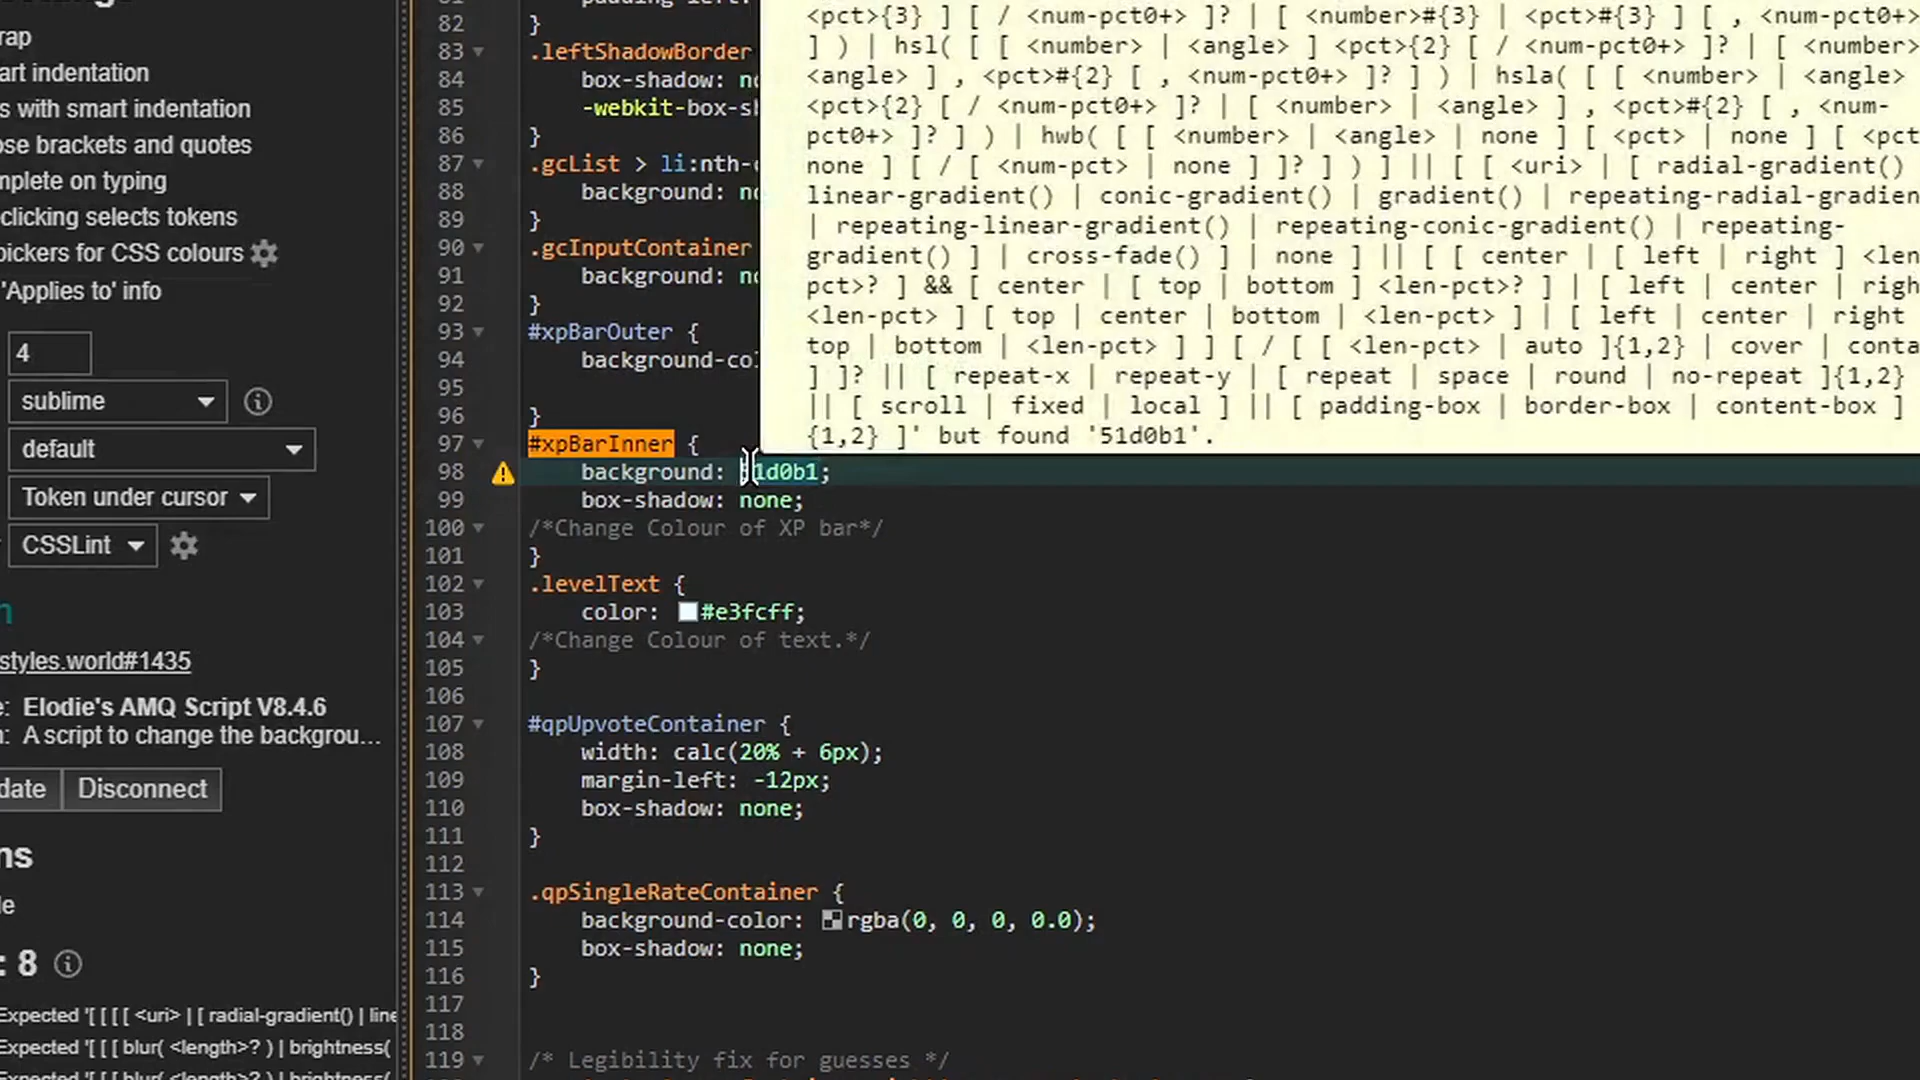 rap
art indentation
s with smart indentation
ose brackets and quotes
mplete on typing
clicking selects tokens
pickers for CSS colours
'Applies to' info
4
sublime
default
Token under cursor
CSSLint
styles.world#1435
e: Elodie's AMQ Script V8.4.6
n: A script to change the backgrou...
date Disconnect
ns
le
: 8
Expected '[ [ [ [ <uri> | [ radial-gradient() | line
Expected '[ [ [ blur( <length>? ) | brightness(
Expected '[ [ [ blur( <length>? ) | brightness(
82 }
83 .leftShadowBorder
84 box-shadow: no
85 -webkit-box-s
86 }
87 .gcList > li:nth-
88 background: no
89 }
90 .gcInputContainer
91 background: no
92 }
93 #xpBarOuter {
94 background-co
95
96 }
97 #xpBarInner {
98 background: 51d0b1;
99 box-shadow: none;
100 /*Change Colour of XP bar*/
101 }
102 .levelText {
103 color: #e3fcff;
104 /*Change Colour of text.*/
105 }
106
107 #qpUpvoteContainer {
108 width: calc(20% + 6px);
109 margin-left: -12px;
110 box-shadow: none;
111 }
112
113 .qpSingleRateContainer {
114 background-color: rgba(0, 0, 0, 0.0);
115 box-shadow: none;
116 }
117
118
119 /* Legibility fix for guesses */
<pct>{3} ] [ / <num-pct0+> ]? | [ <number>#{3} | <pct>#{3} ] [ , <num-pct0+>
] ) | hsl( [ [ <number> | <angle> ] <pct>{2} [ / <num-pct0+> ]? | [ <number>
<angle> ] , <pct>#{2} [ , <num-pct0+> ]? ] ) | hsla( [ [ <number> | <angle>
<pct>{2} [ / <num-pct0+> ]? | [ <number> | <angle> ] , <pct>#{2} [ , <num-
pct0+> ]? ] ) | hwb( [ [ <number> | <angle> | none ] [ <pct> | none ] [ <pct
none ] [ / [ <num-pct> | none ] ]? ] ) ] || [ [ <uri> | [ radial-gradient()
linear-gradient() | conic-gradient() | gradient() | repeating-radial-gradien
| repeating-linear-gradient() | repeating-conic-gradient() | repeating-
gradient() ] | cross-fade() ] | none ] || [ [ center | [ left | right ] <len
pct>? ] && [ center | [ top | bottom ] <len-pct>? ] | [ left | center | righ
<len-pct> ] [ top | center | bottom | <len-pct> ] | [ left | center | right
top | bottom | <len-pct> ] ] [ / [ [ <len-pct> | auto ]{1,2} | cover | conta
] ]? || [ repeat-x | repeat-y | [ repeat | space | round | no-repeat ]{1,2}
|| [ scroll | fixed | local ] || [ padding-box | border-box | content-box ]
{1,2} ]' but found '51d0b1'.